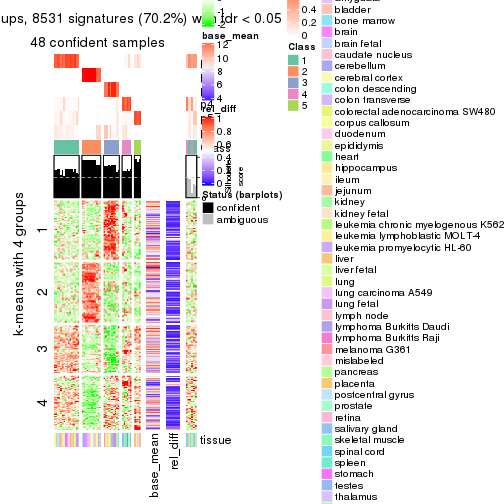 ups, 8531 signatures (70.2%) w th fdr < 0.05
48 confident samples
k-means with 4 groups
1
2
3
4
base_mean
rel_diff
tissue
0.4
0.2
0
-1
-2
base_mean
12
10
8
6
4
rel_diff
1
0.8
0.6
0.4
0.2
0
score
Status (barplots)
confident
ambiguous
Class
1
2
3
4
5
bladder
bone marrow
brain
brain fetal
caudate nucleus
cerebellum
cerebral cortex
colon descending
colon transverse
colorectal adenocarcinoma SW480
corpus callosum
duodenum
epididymis
heart
hippocampus
ileum
jejunum
kidney
kidney fetal
leukemia chronic myelogenous K562
leukemia lymphoblastic MOLT-4
leukemia promyelocytic HL-60
liver
liver fetal
lung
lung carcinoma A549
lung fetal
lymph node
lymphoma Burkitts Daudi
lymphoma Burkitts Raji
melanoma G361
mislabeled
pancreas
placenta
postcentral gyrus
prostate
retina
salivary gland
skeletal muscle
spinal cord
spleen
stomach
testes
thalamus